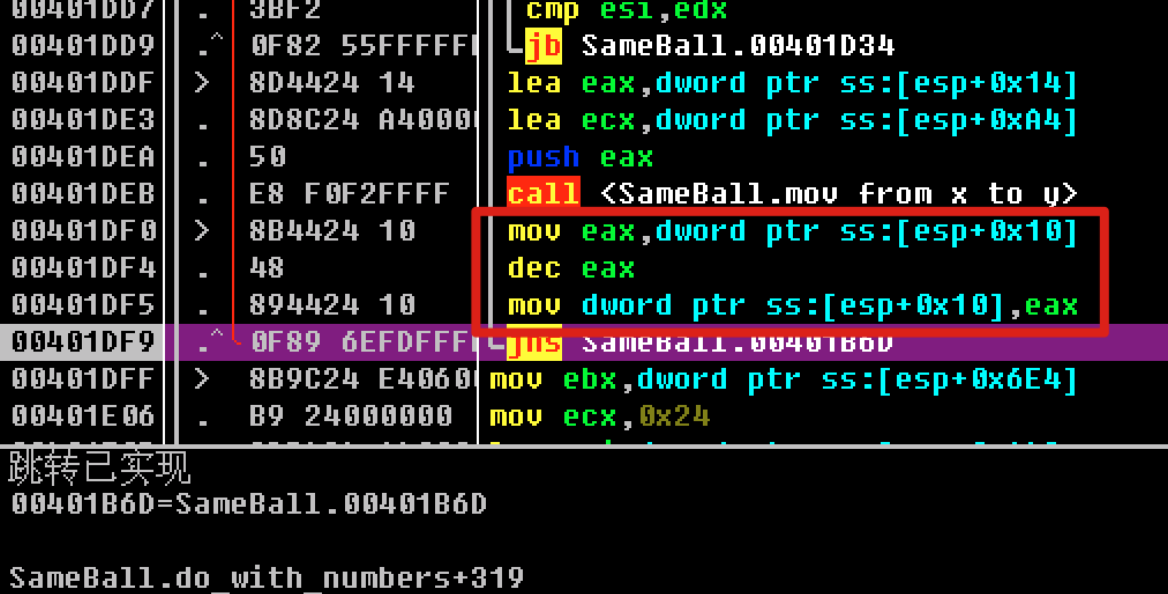 00401DD7 . 3BF2 cmp esi,edx
00401DD9 .^ 0F82 55FFFFF jb SameBall.00401D34
00401DDF > 8D4424 14 lea eax,dword ptr ss:[esp+0x14]
00401DE3 . 8D8C24 A4000 lea ecx,dword ptr ss:[esp+0xA4]
00401DEA . 50 push eax
00401DEB . E8 F0F2FFFF call <SameBall.mov from x to y>
00401DF0 > 8B4424 10 mov eax,dword ptr ss:[esp+0x10]
00401DF4 . 48 dec eax
00401DF5 . 894424 10 mov dword ptr ss:[esp+0x10],eax
00401DF9 .^ 0F89 6EFDFFF jns SameBall.00401B6D
00401DFF > 8B9C24 E4060 mov ebx,dword ptr ss:[esp+0x6E4]
00401E06 . B9 24000000 mov ecx,0x24
跳转已实现
00401B6D=SameBall.00401B6D
SameBall.do_with_numbers+319